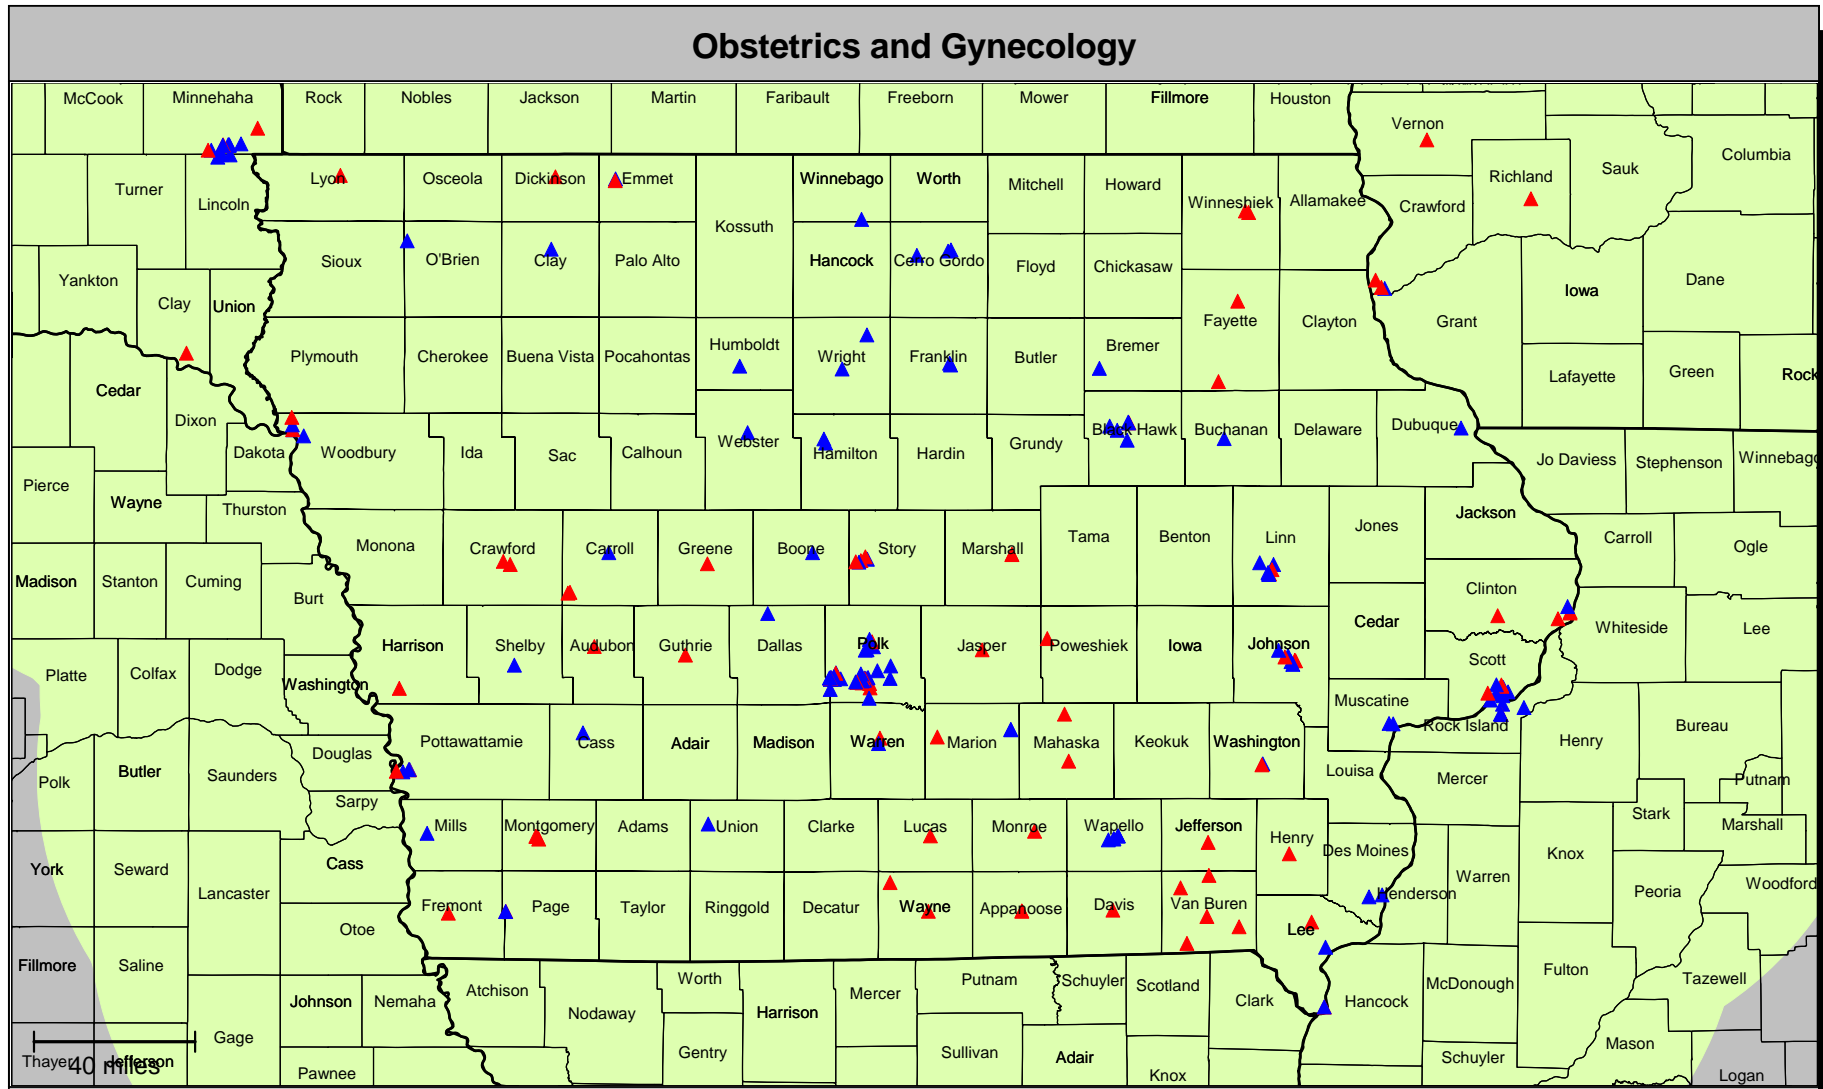 Obstetrics and Gynecology
McCook Minnehaha Rock Nobles Jackson Martin Faribault Freeborn Mower Fillmore Houston
Vernon
Columbia
Sauk
Richland
Turner Lyon Osceola Dickinson Emmet Winnebago Worth Mitchell Howard
Lincoln Winneshiek Allamakee Crawford
Kossuth
Sioux O'Brien Clay Palo Alto Hancock Cerro Gordo Floyd Chickasaw
Yankton Dane
Clay Union Iowa
Fayette Clayton Grant
Plymouth Cherokee Buena Vista Pocahontas Humboldt Wright Franklin Butler Bremer
Cedar Lafayette Green Rock
Dixon
Dakota Woodbury Ida Sac Calhoun Webster Hamilton Hardin Grundy Black Hawk Buchanan Delaware Dubuque
Jo Daviess Stephenson Winnebago
Pierce
Wayne Thurston Jackson
Monona Crawford Carroll Greene Boone Story Marshall Tama Benton Linn Jones
Carroll Ogle
Madison Stanton Cuming Burt Clinton
Harrison Shelby Audubon Guthrie Dallas Polk Jasper Poweshiek Iowa Johnson Cedar
Whiteside Lee
Platte Colfax Dodge Scott
Washington Muscatine
Rock Island Bureau
Pottawattamie Cass Adair Madison Warren Marion Mahaska Keokuk Washington
Douglas Henry
Polk Butler Saunders Louisa Mercer Putnam
Sarpy
Mills Montgomery Adams Union Clarke Lucas Monroe Wapello Jefferson Henry
Stark Marshall
Des Moines Knox
York Seward Cass Warren
Lancaster Peoria Woodford
Fremont Page Taylor Ringgold Decatur Wayne Appanoose Davis Van Buren Henderson
Otoe Lee
Fillmore Saline Fulton Tazewell
Atchison Worth Putnam Schuyler Scotland McDonough
Johnson Nemaha Nodaway Harrison Mercer Clark Hancock
Gage Mason
Gentry Sullivan Adair Schuyler
Thayer Jefferson
40 miles
Pawnee Knox Logan